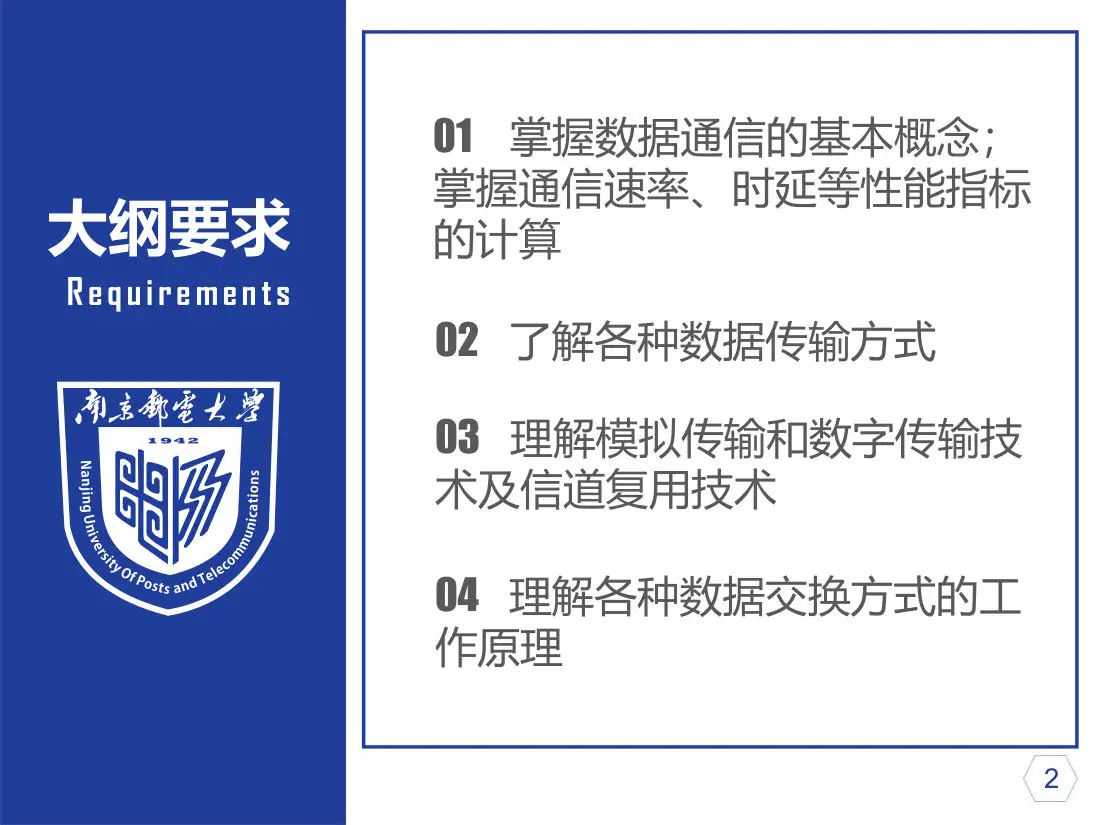 大纲要求
Requirements
南京邮电大学
1942
Nanjing University Of Posts and Telecommunications
01 掌握数据通信的基本概念；
掌握通信速率、时延等性能指标
的计算
02 了解各种数据传输方式
03 理解模拟传输和数字传输技
术及信道复用技术
04 理解各种数据交换方式的工
作原理
2